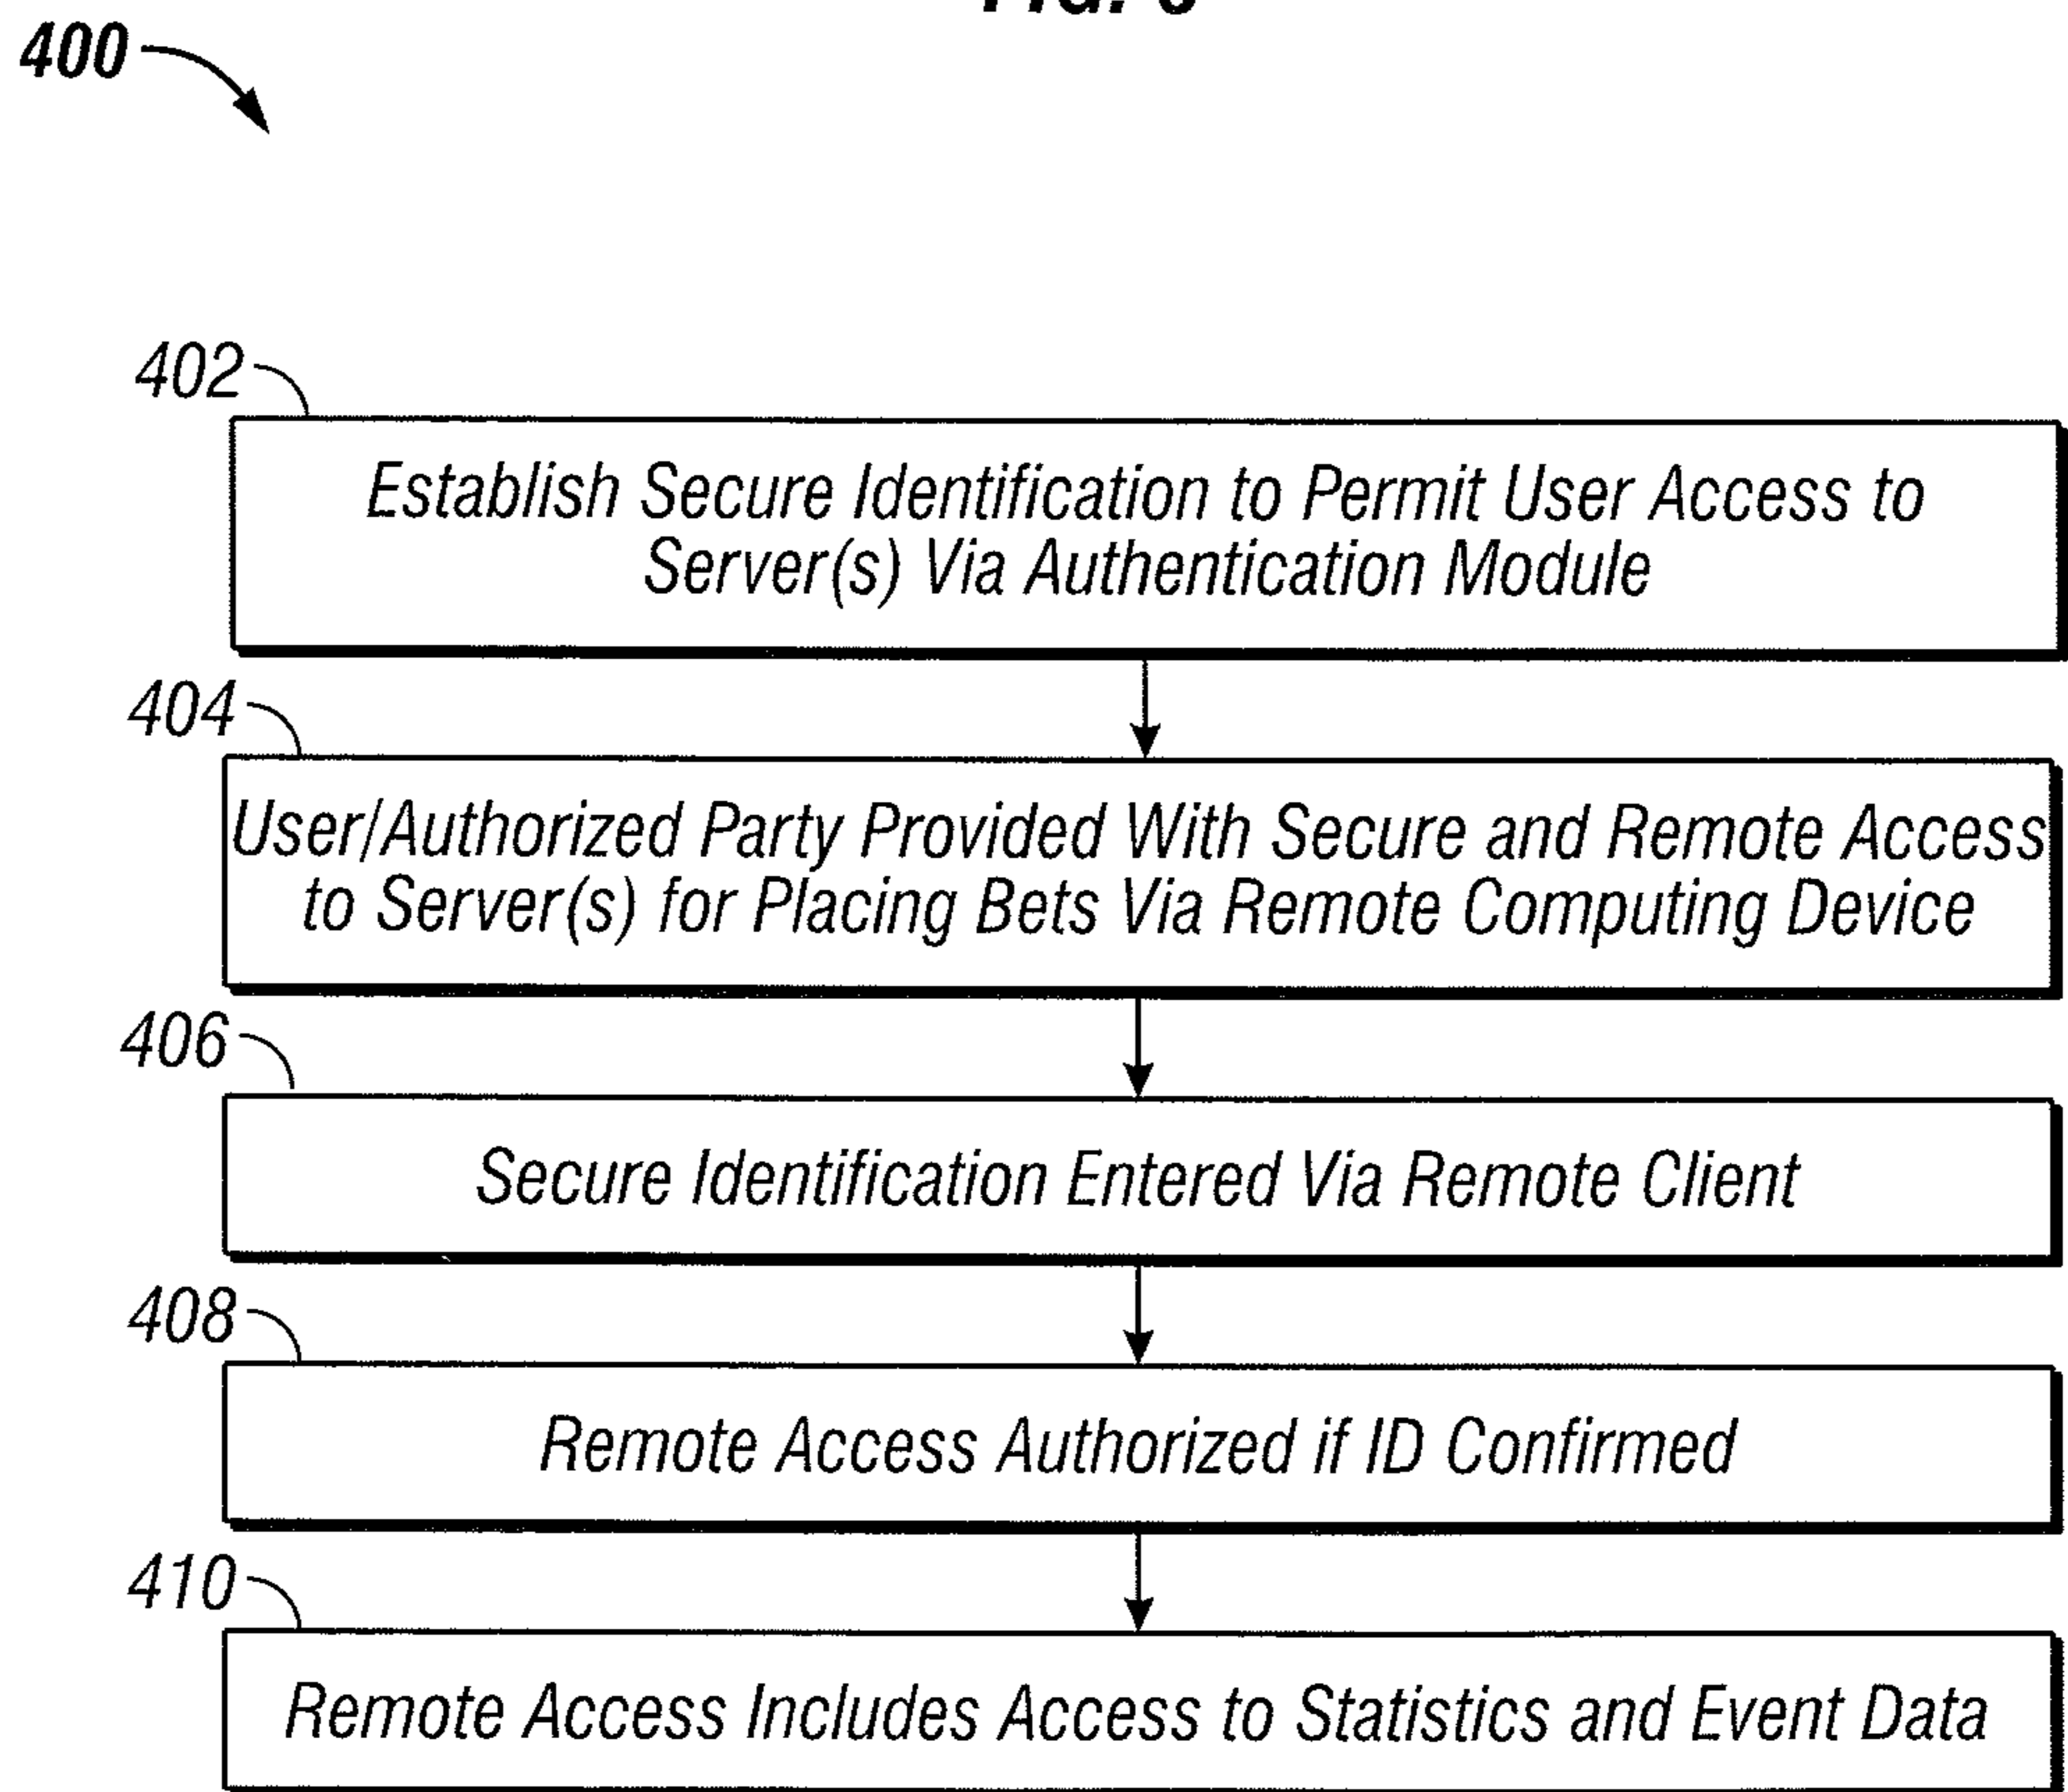 400
402
Establish Secure Identification to Permit User Access to
Server(s) Via Authentication Module
404
User/Authorized Party Provided With Secure and Remote Access
to Server(s) for Placing Bets Via Remote Computing Device
406
Secure Identification Entered Via Remote Client
408
Remote Access Authorized if ID Confirmed
410
Remote Access Includes Access to Statistics and Event Data